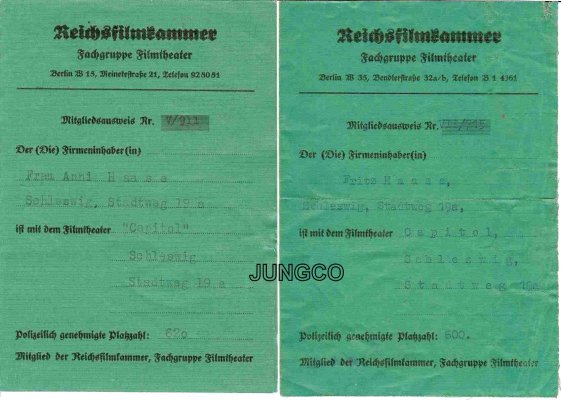 Reichsfilmkammer
Fachgruppe Filmtheater
Berlin W 15, Meinekestraße 21, Telefon 92 80 51
Mitgliedsausweis Nr. V/911
Der (Die) Firmeninhaber(in)
Frau Anni Haase
Schleswig, Stadtweg 19 a
ist mit dem Filmtheater "Capitol"
Schleswig
Stadtweg 19 a
Polizeilich genehmigte Platzzahl: 620
Mitglied der Reichsfilmkammer, Fachgruppe Filmtheater
Reichsfilmkammer
Fachgruppe Filmtheater
Berlin W 35, Bendlerstraße 32a/b, Telefon B 1 4361
Mitgliedsausweis Nr.
Der (Die) Firmeninhaber(in)
Fritz Haase,
Schleswig, Stadtweg 19a,
ist mit dem Filmtheater Capitol,
Schleswig,
Stadtweg 19a
Polizeilich genehmigte Platzzahl: 600.
Mitglied der Reichsfilmkammer, Fachgruppe Filmtheater
JUNGCO